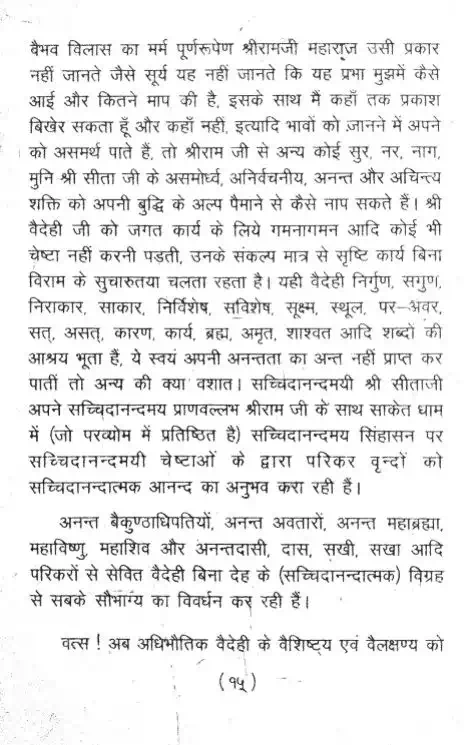 वैभव विलास का मर्म पूर्णरूपेण श्रीरामजी महाराज उसी प्रकार
नहीं जानते जैसे सूर्य यह नहीं जानते कि यह प्रभा मुझमें कैसे
आई और कितने माप की है, इसके साथ मैं कहाँ तक प्रकाश
बिखेर सकता हूँ और कहाँ नहीं, इत्यादि भावों को जानने में अपने
को असमर्थ पाते हैं, तो श्रीराम जी से अन्य कोई सुर, नर, नाग,
मुनि श्री सीता जी के असमोर्ध्व, अनिर्वचनीय, अनन्त और अचिन्त्य
शक्ति को अपनी बुद्धि के अल्प पैमाने से कैसे नाप सकते हैं। श्री
वैदेही जी को जगत कार्य के लिये गमनागमन आदि कोई भी
चेष्टा नहीं करनी पड़ती, उनके संकल्प मात्र से सृष्टि कार्य बिना
विराम के सुचारुतया चलता रहता है। यही वैदेही निर्गुण, सगुण,
निराकार, साकार, निर्विशेष, सविशेष, सूक्ष्म, स्थूल, पर–अवर,
सत्, असत्, कारण, कार्य, ब्रह्म, अमृत, शाश्वत आदि शब्दों की
आश्रय भूता हैं, ये स्वयं अपनी अनन्तता का अन्त नहीं प्राप्त कर
पातीं तो अन्य की क्या वशात। सच्चिदानन्दमयी श्री सीताजी
अपने सच्चिदानन्दमय प्राणवल्लभ श्रीराम जी के साथ साकेत धाम
में (जो परव्योम में प्रतिष्ठित है) सच्चिदानन्दमय सिंहासन पर
सच्चिदानन्दमयी चेष्टाओं के द्वारा परिकर वृन्दों को
सच्चिदानन्दात्मक आनन्द का अनुभव करा रही हैं।
अनन्त बैकुण्ठाधिपतियों, अनन्त अवतारों, अनन्त महाब्रह्मा,
महाविष्णु, महाशिव और अनन्तदासी, दास, सखी, सखा आदि
परिकरों से सेवित वैदेही बिना देह के (सच्चिदानन्दात्मक) विग्रह
से सबके सौभाग्य का विवर्धन कर रही हैं।
वत्स ! अब अधिभौतिक वैदेही के वैशिष्ट्य एवं वैलक्षण्य को
(१५)